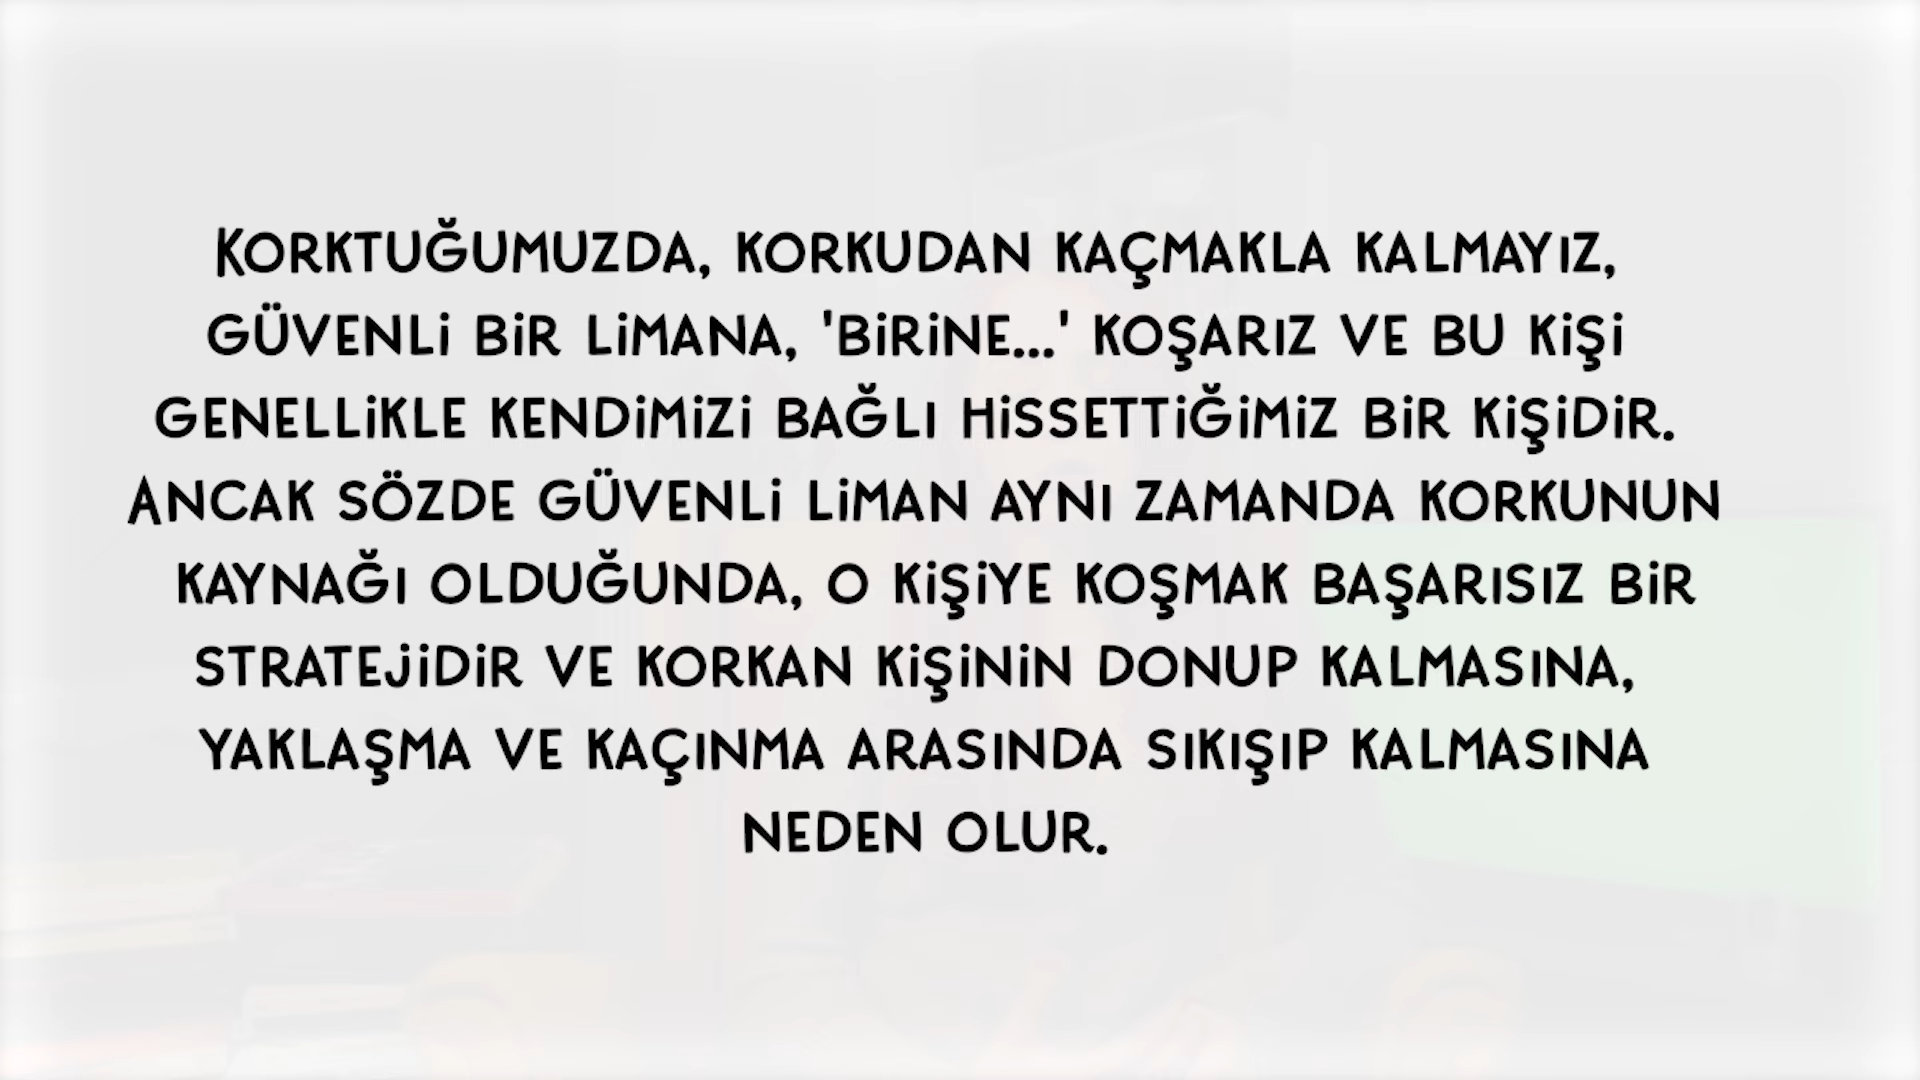 Korktuğumuzda, korkudan kaçmakla kalmayız,
güvenli bir limana, 'birine...' koşarız ve bu kişi
genellikle kendimizi bağlı hissettiğimiz bir kişidir.
Ancak sözde güvenli liman aynı zamanda korkunun
kaynağı olduğunda, o kişiye koşmak başarısız bir
stratejidir ve korkan kişinin donup kalmasına,
yaklaşma ve kaçınma arasında sıkışıp kalmasına
neden olur.